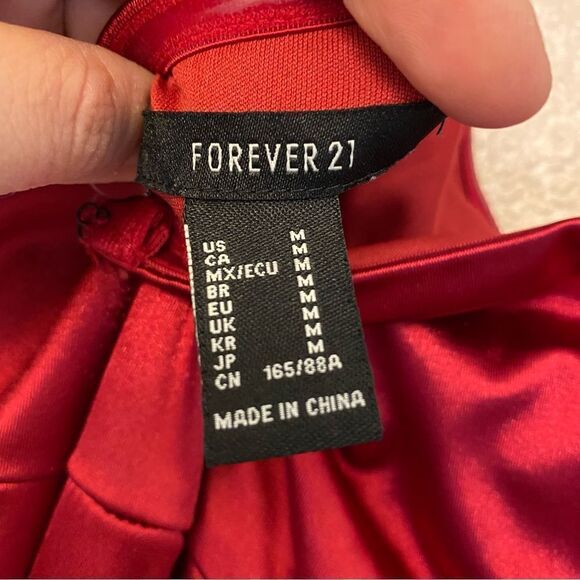 FOREVER 21
US M
CA M
MX/ECU M
BR M
EU M
UK M
KR M
JP M
CN 165/88A
MADE IN CHINA